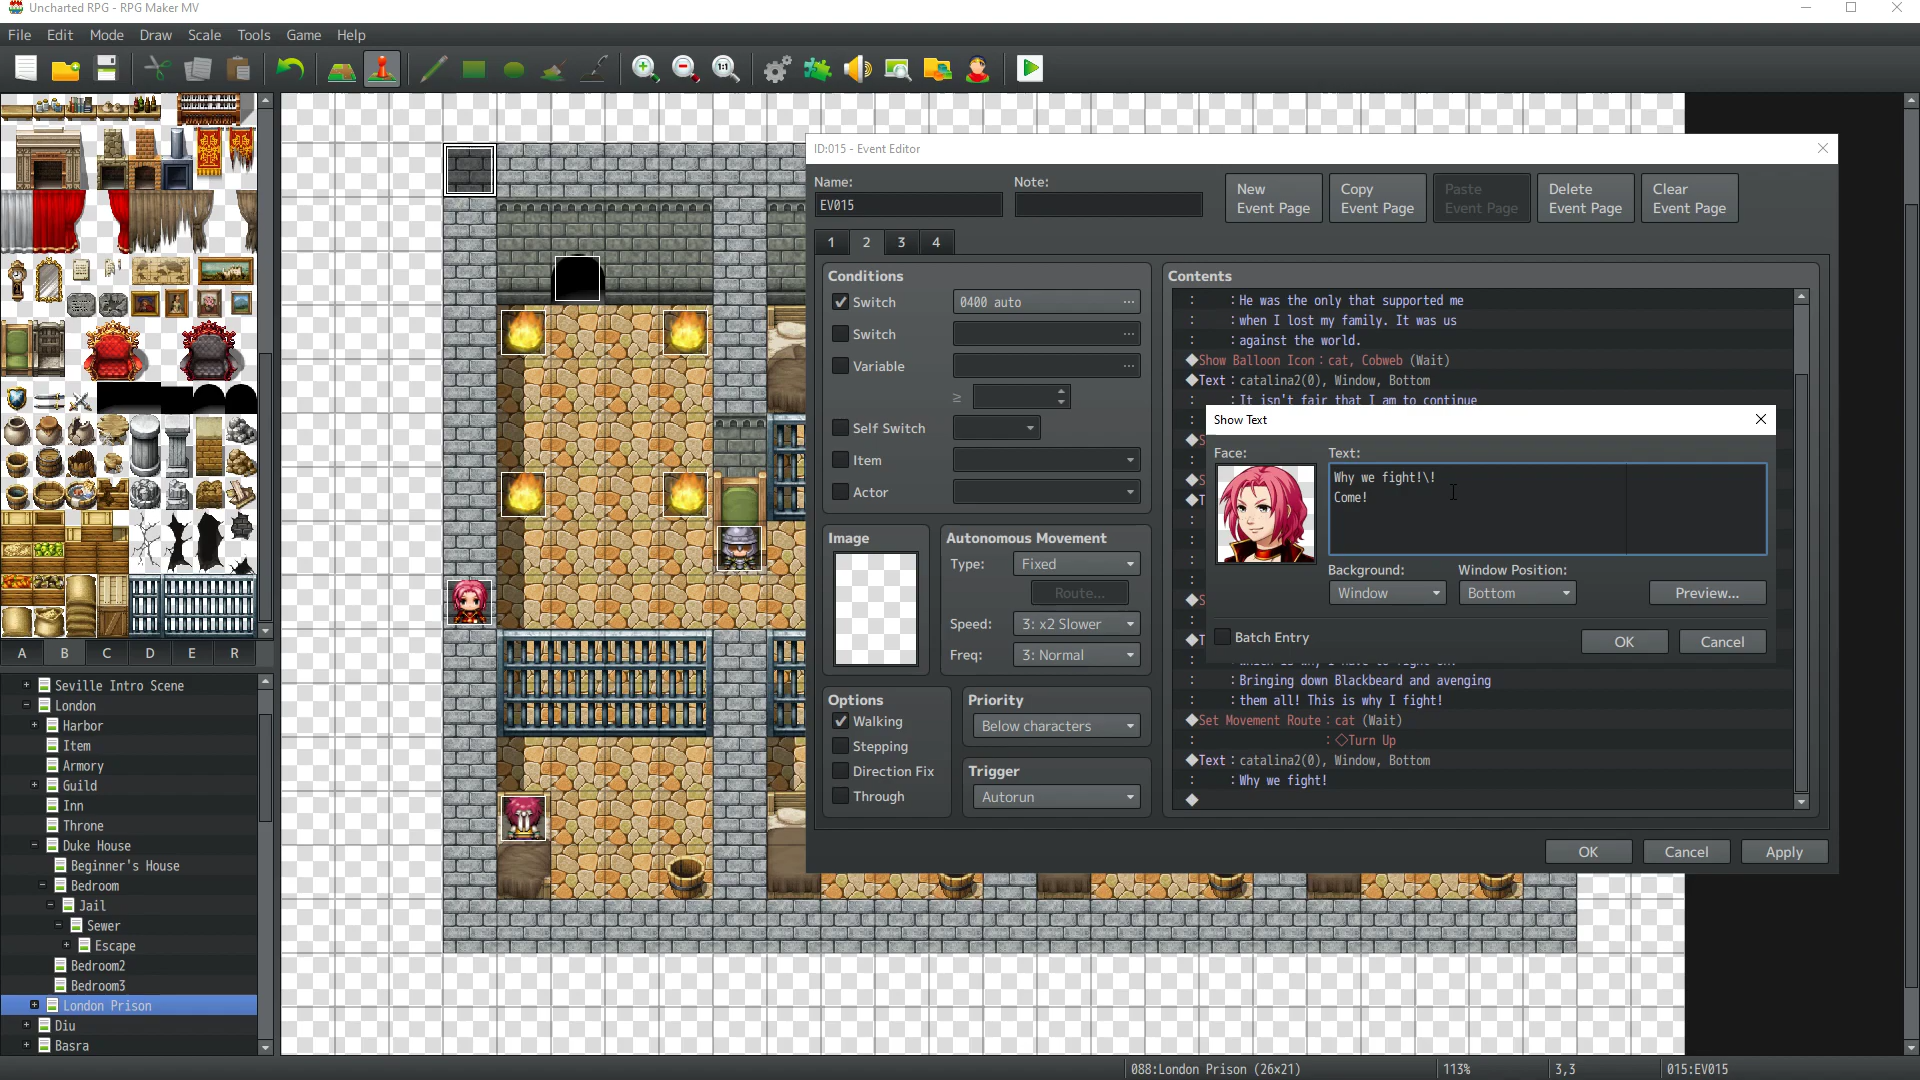 Uncharted RPG - RPG Maker MV
File Edit Mode Draw Scale Tools Game Help
1:1
A B C D E R
Seville Intro Scene
London
Harbor
Item
Armory
Guild
Inn
Throne
Duke House
Beginner's House
Bedroom
Jail
Sewer
Escape
Bedroom2
Bedroom3
London Prison
Diu
Basra
ID:015 - Event Editor
Name:
EV015
Note:
New Event Page
Copy Event Page
Paste Event Page
Delete Event Page
Clear Event Page
1 2 3 4
Conditions
Switch 0400 auto ...
Switch ...
Variable ...
≥
Self Switch
Item
Actor
Image
Autonomous Movement
Type: Fixed
Route...
Speed: 3: x2 Slower
Freq: 3: Normal
Options
Walking
Stepping
Direction Fix
Through
Priority
Below characters
Trigger
Autorun
Contents
: : He was the only that supported me
: : when I lost my family. It was us
: : against the world.
◆Show Balloon Icon : cat, Cobweb (Wait)
◆Text : catalina2(0), Window, Bottom
: : It isn't fair that I am to continue
Show Text
Face:
Text:
Why we fight!\!
Come!
Background:
Window
Window Position:
Bottom
Preview...
Batch Entry
OK
Cancel
: : Bringing down Blackbeard and avenging
: : them all! This is why I fight!
◆Set Movement Route : cat (Wait)
: : ◇Turn Up
◆Text : catalina2(0), Window, Bottom
: : Why we fight!
◆
OK
Cancel
Apply
088:London Prison (26x21)
113%
3,3
015:EV015